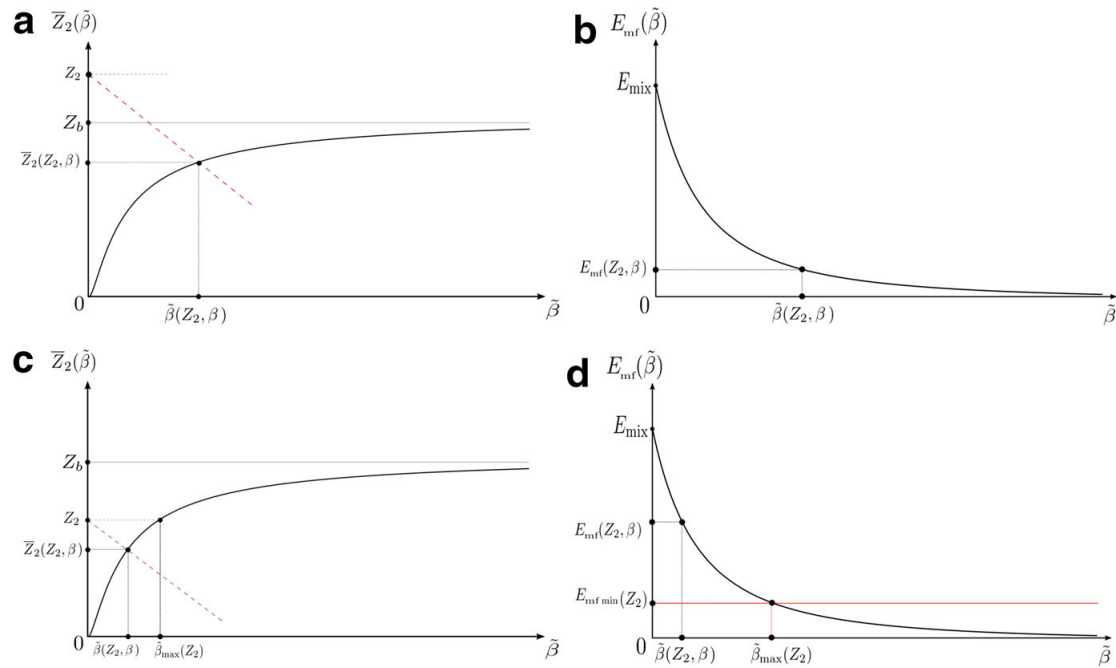 a
Z̅₂(β̃)
Z₂
Z_b
Z̅₂(Z₂, β)
0
β̃(Z₂, β)
β̃
b
E_mf(β̃)
E_mix
E_mf(Z₂, β)
0
β̃(Z₂, β)
β̃
c
Z̅₂(β̃)
Z_b
Z₂
Z̅₂(Z₂, β)
0
β̃(Z₂, β)
β̃_max(Z₂)
β̃
d
E_mf(β̃)
E_mix
E_mf(Z₂, β)
E_mf min(Z₂)
0
β̃(Z₂, β)
β̃_max(Z₂)
β̃